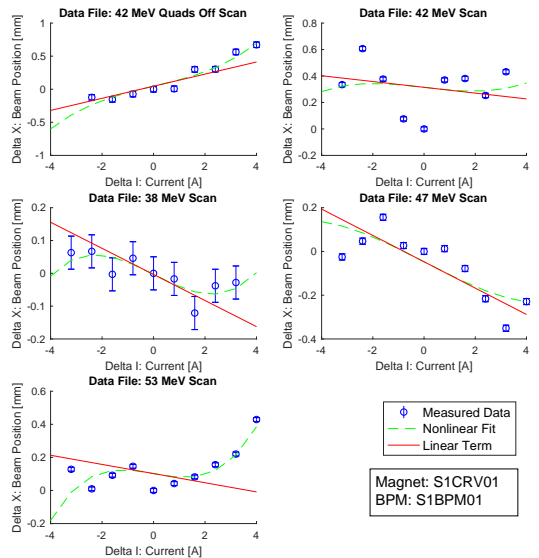 Data File: 42 MeV Quads Off Scan
Delta X: Beam Position [mm]
1
0.5
0
-0.5
-1
-4 -2 0 2 4
Delta I: Current [A]
Data File: 42 MeV Scan
Delta X: Beam Position [mm]
0.8
0.6
0.4
0.2
0
-0.2
-4 -2 0 2 4
Delta I: Current [A]
Data File: 38 MeV Scan
Delta X: Beam Position [mm]
0.2
0.1
0
-0.1
-0.2
-4 -2 0 2 4
Delta I: Current [A]
Data File: 47 MeV Scan
Delta X: Beam Position [mm]
0.2
0
-0.2
-0.4
-4 -2 0 2 4
Delta I: Current [A]
Data File: 53 MeV Scan
Delta X: Beam Position [mm]
0.6
0.4
0.2
0
-0.2
-4 -2 0 2 4
Delta I: Current [A]
Measured Data
Nonlinear Fit
Linear Term
Magnet: S1CRV01
BPM: S1BPM01